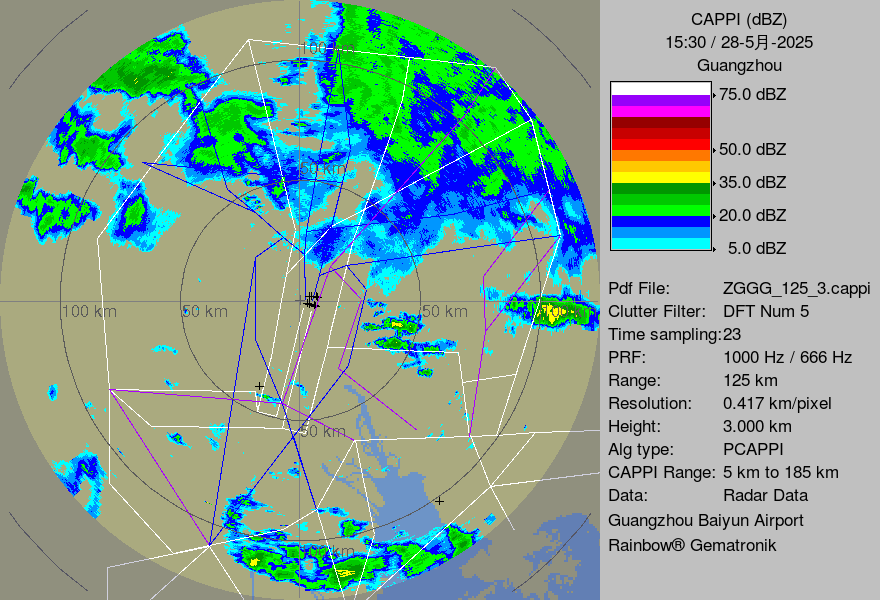 100 km
50 km
100 km
50 km
50 km
100 km
50 km
100 km
CAPPI (dBZ)
15:30 / 28-5月-2025
Guangzhou
75.0 dBZ
50.0 dBZ
35.0 dBZ
20.0 dBZ
5.0 dBZ
Pdf File: ZGGG_125_3.cappi
Clutter Filter: DFT Num 5
Time sampling:23
PRF: 1000 Hz / 666 Hz
Range: 125 km
Resolution: 0.417 km/pixel
Height: 3.000 km
Alg type: PCAPPI
CAPPI Range: 5 km to 185 km
Data: Radar Data
Guangzhou Baiyun Airport
Rainbow® Gematronik